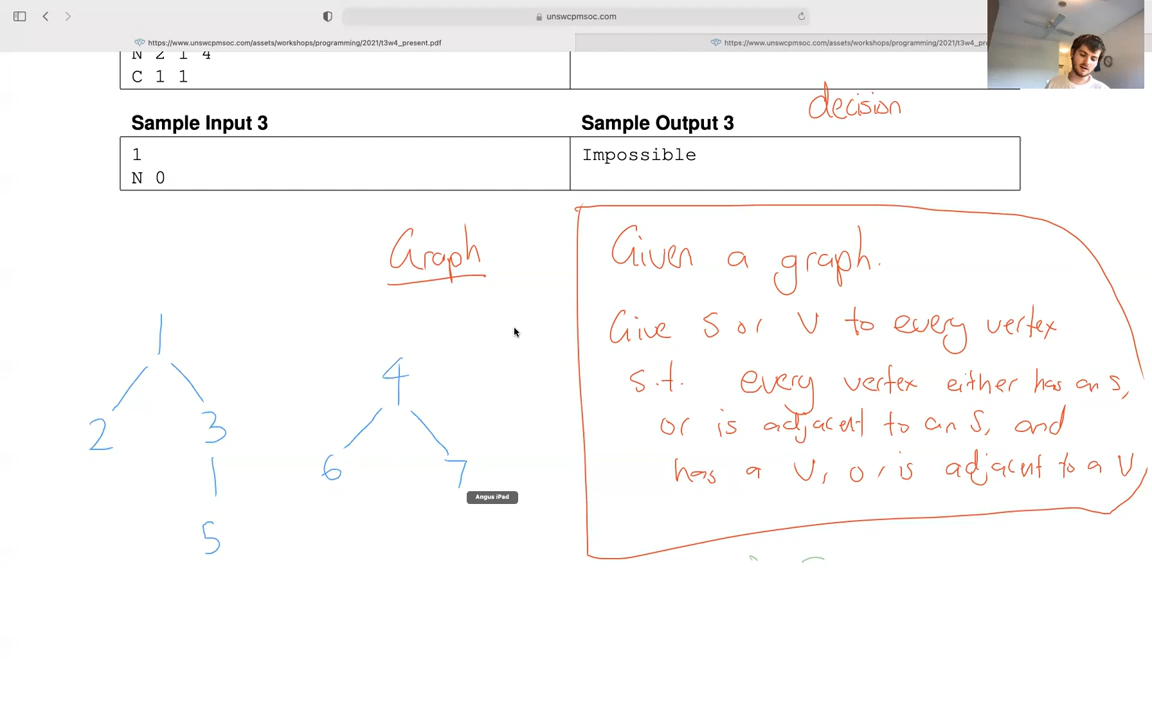 unswcpmsoc.com
https://www.unswcpmsoc.com/assets/workshops/programming/2021/t3w4_present.pdf
https://www.unswcpmsoc.com/assets/workshops/programming/2021/t3w4_pre
N 2 1 4
C 1 1
decision
Sample Input 3
Sample Output 3
1
N 0
Impossible
Graph
Given a graph.
Give S or V to every vertex
s.t. every vertex either has an S,
or is adjacent to an S, and
has a V, or is adjacent to a V,
1
4
2 3
6 7
5
Angus iPad